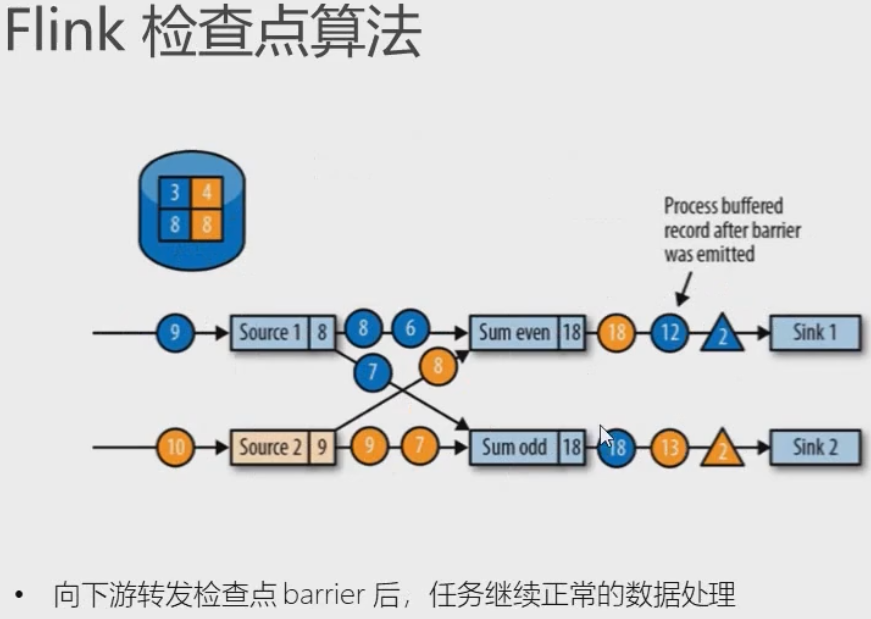 Flink 检查点算法
3 4
8 8
Process buffered
record after barrier
was emitted
9 Source 1 8 8 6 Sum even 18 18 12 2 Sink 1
7 8
10 Source 2 9 9 7 Sum odd 18 18 13 2 Sink 2
• 向下游转发检查点 barrier 后，任务继续正常的数据处理